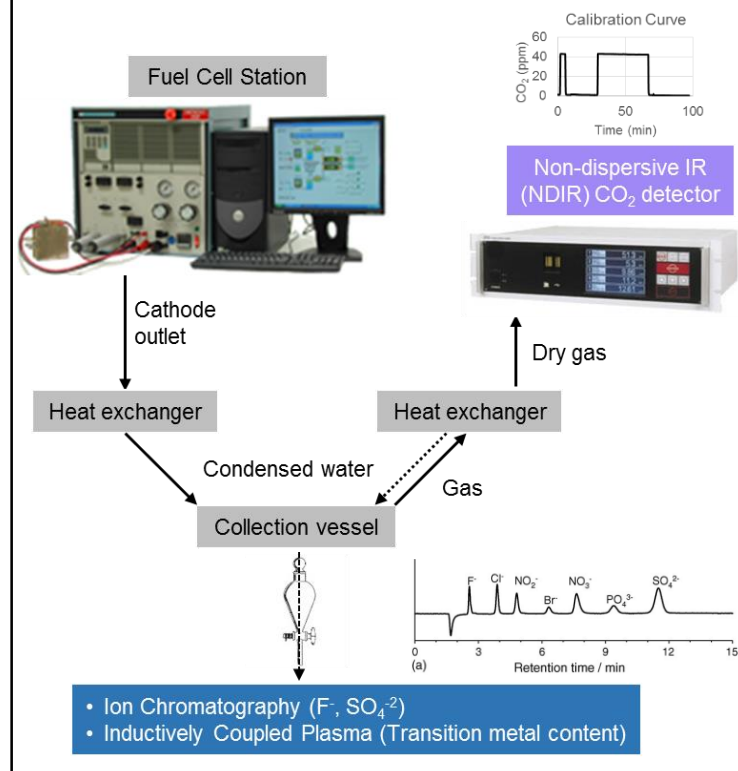 Calibration Curve
Fuel Cell Station
CO₂ (ppm)
60
40
20
0
0 50 100
Time (min)
Non-dispersive IR
(NDIR) CO₂ detector
Cathode
outlet
Dry gas
Heat exchanger
Heat exchanger
Condensed water
Gas
Collection vessel
F⁻ Cl⁻ NO₂⁻ Br⁻ NO₃⁻ PO₄³⁻ SO₄²⁻
0 3 6 9 12 15
(a) Retention time / min
• Ion Chromatography (F⁻, SO₄⁻²)
• Inductively Coupled Plasma (Transition metal content)